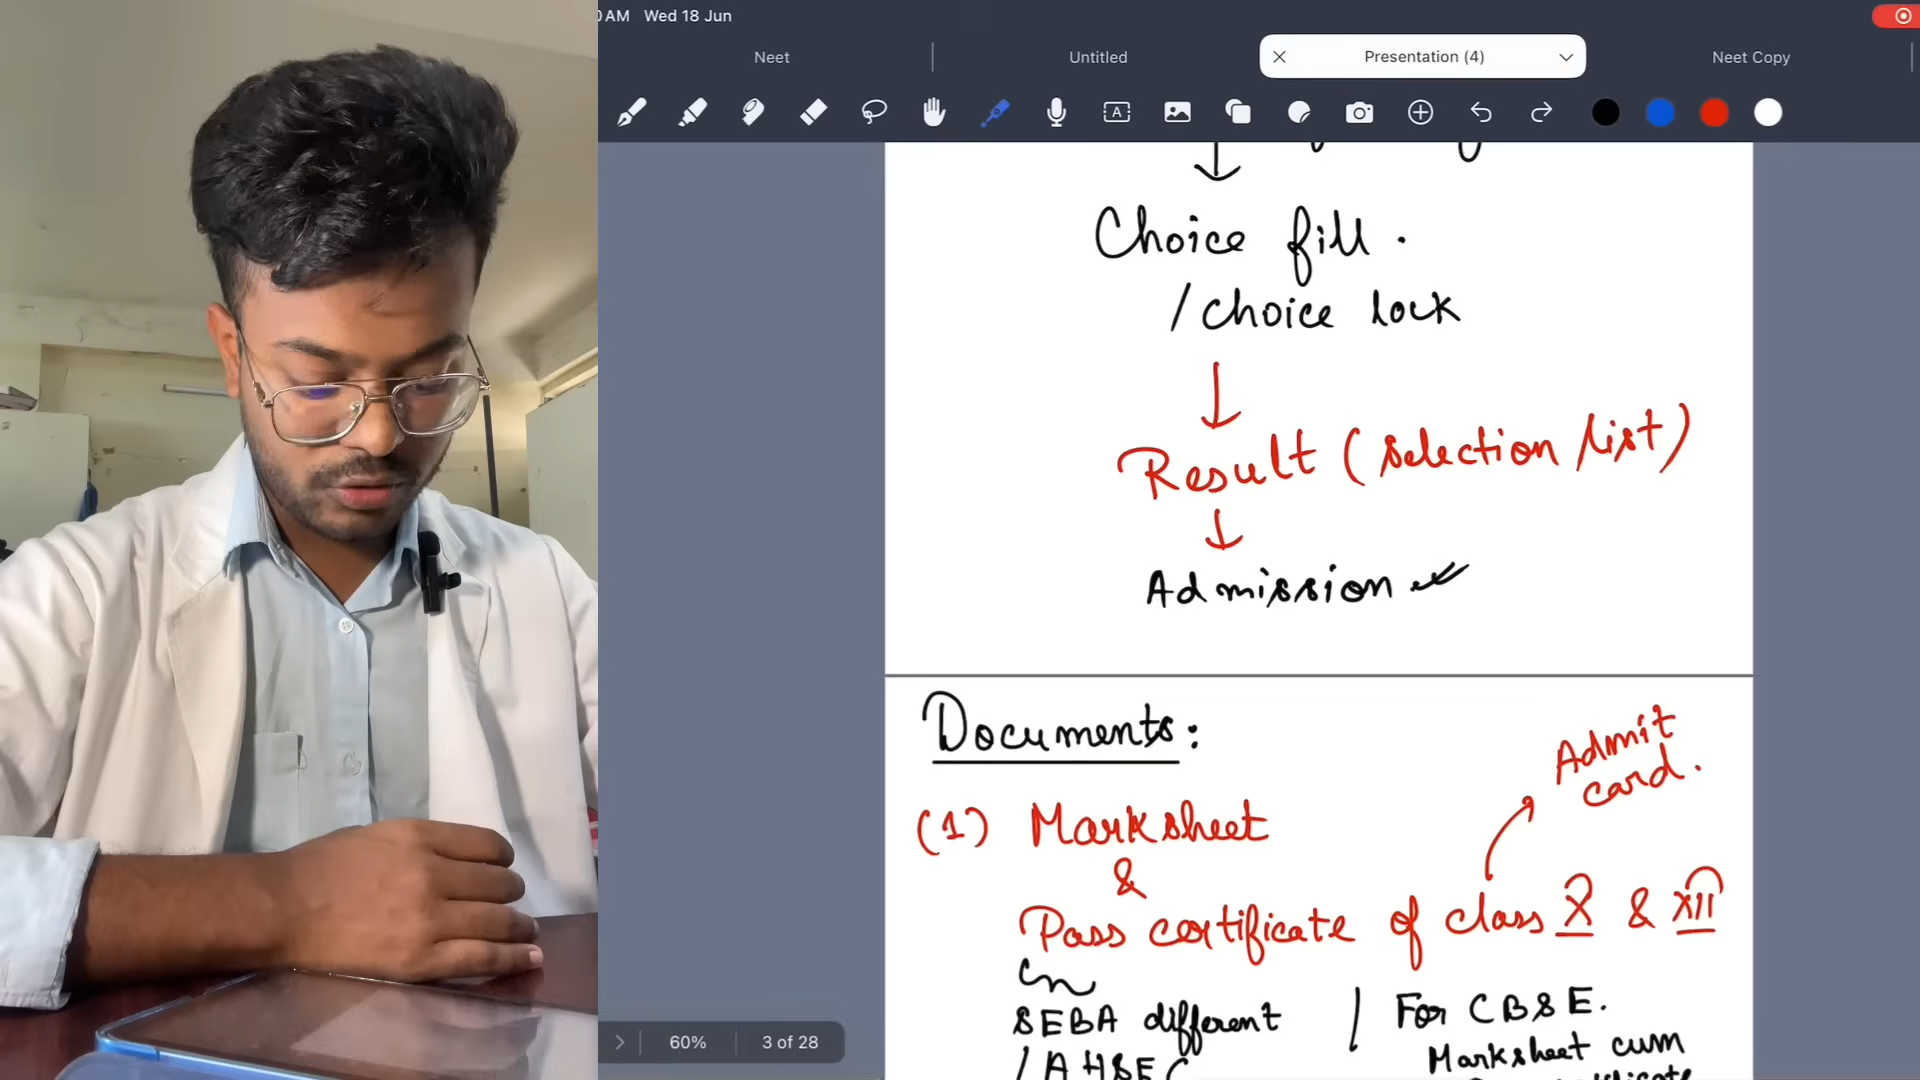 AM Wed 18 Jun
Neet
Untitled
Presentation (4)
Neet Copy
A
Choice fill.
/choice lock
Result (selection list)
Admission
Documents:
Admit
card.
(1) Marksheet
&
Pass certificate of class X & XII
SEBA different
/AHSEC
For CBSE.
Marksheet cum
60%
3 of 28